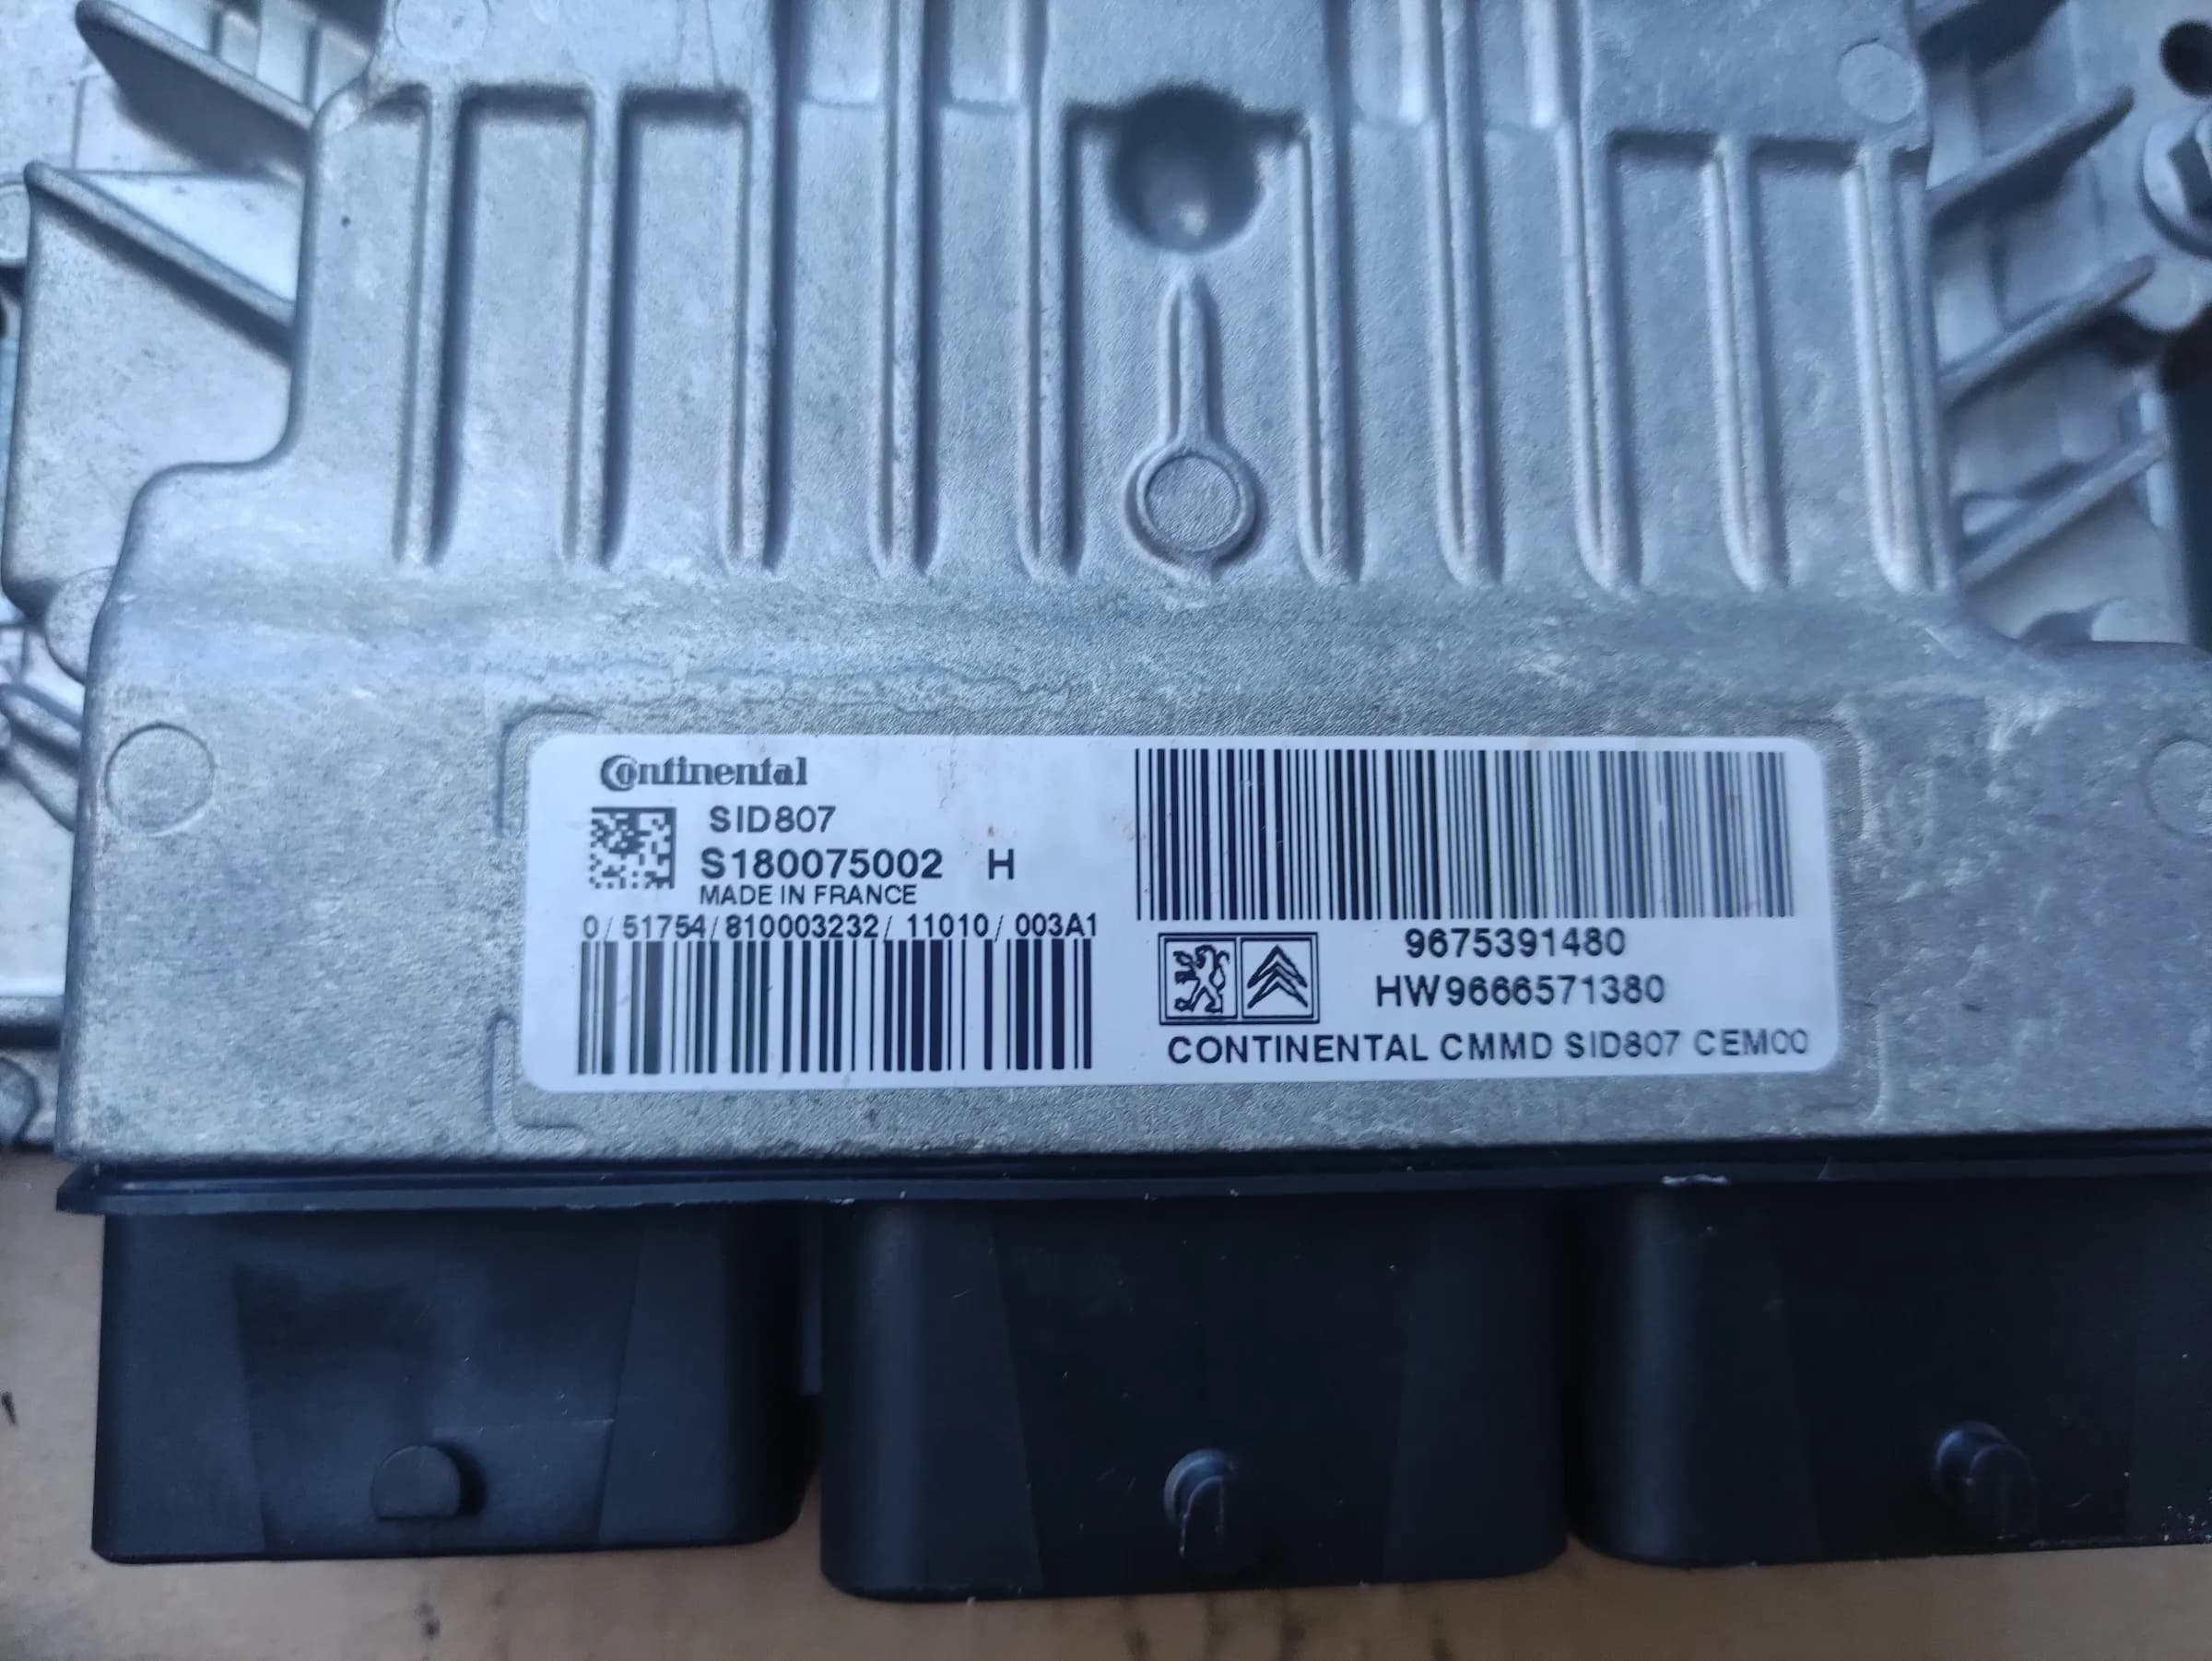 Continental
SID807
S180075002 H
MADE IN FRANCE
0/51754/810003232/11010/003A1
9675391480
HW9666571380
CONTINENTAL CMMD SID807 CEM00